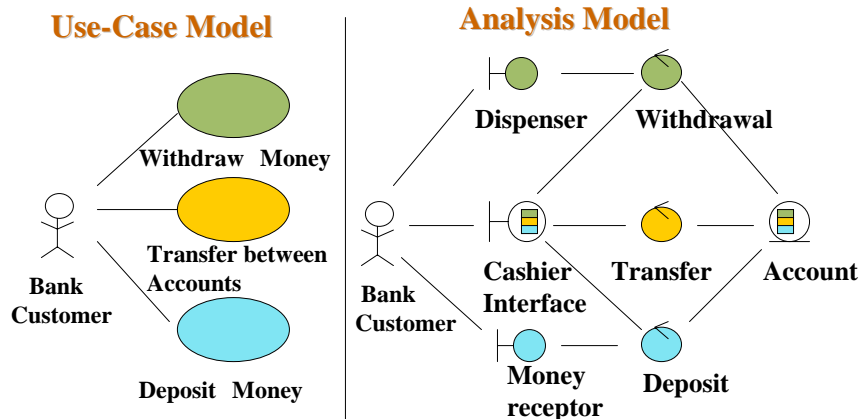 Use-Case Model
Withdraw Money
Transfer between
Accounts
Bank
Customer
Deposit Money
Analysis Model
Dispenser
Withdrawal
Bank
Customer
Cashier
Interface
Transfer
Account
Money
receptor
Deposit